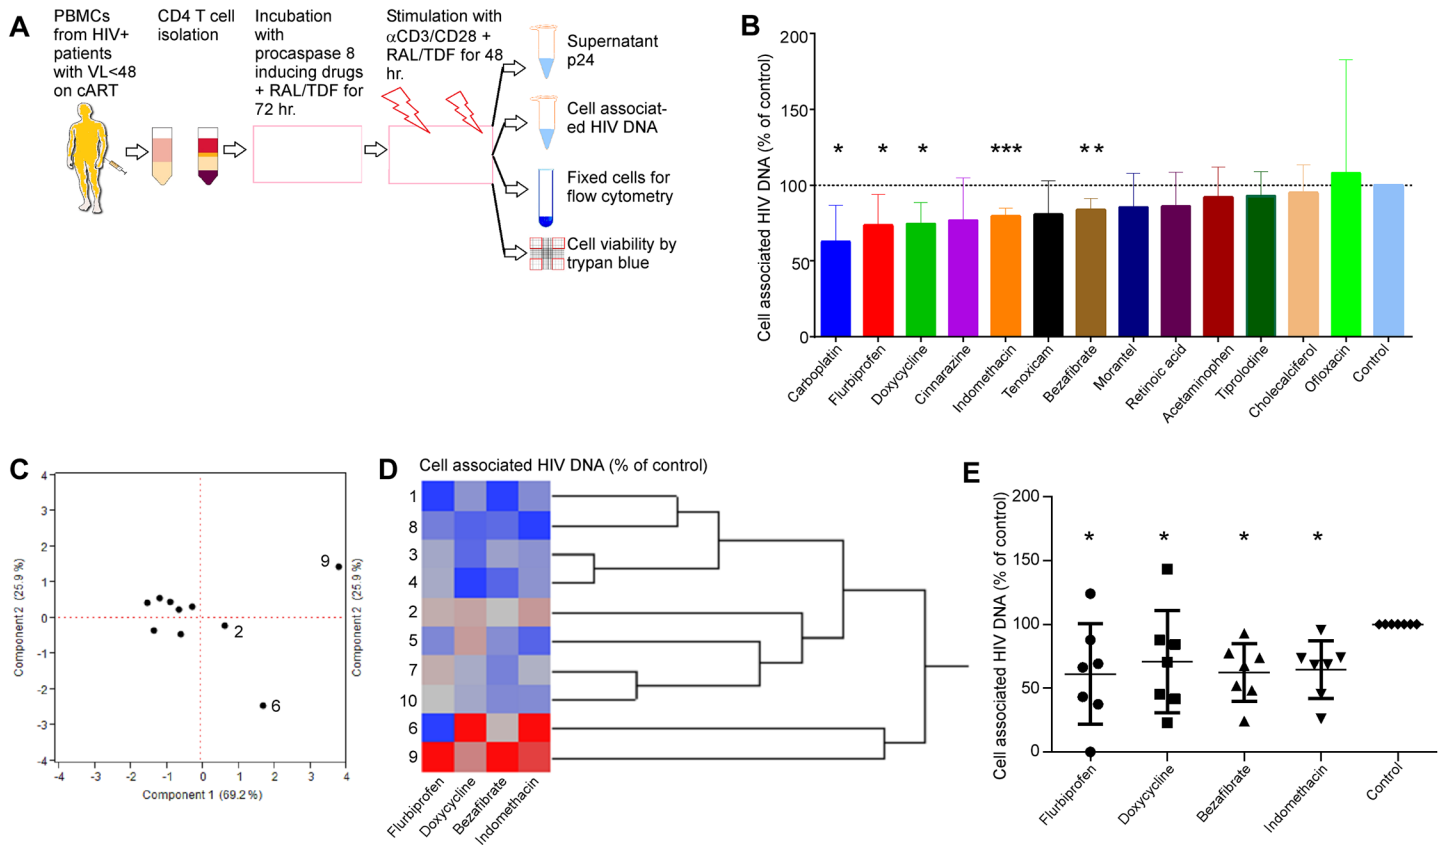 A
PBMCs
from HIV+
patients
with VL<48
on cART
CD4 T cell
isolation
Incubation
with
procaspase 8
inducing drugs
+ RAL/TDF for
72 hr.
Stimulation with
αCD3/CD28 +
RAL/TDF for 48
hr.
Supernatant
p24
Cell associat-
ed HIV DNA
Fixed cells for
flow cytometry
Cell viability by
trypan blue
B
Cell associated HIV DNA (% of control)
200
150
100
50
0
*
*
*
***
**
Carboplatin
Flurbiprofen
Doxycycline
Cinnarazine
Indomethacin
Tenoxicam
Bezafibrate
Morantel
Retinoic acid
Acetaminophen
Tiprolodine
Cholecalciferol
Ofloxacin
Control
C
Component 2 (25.9%)
4
3
2
1
0
-1
-2
-3
-4
9
2
6
Component 2 (25.9%)
-4
-3
-2
-1
0
1
2
3
4
Component 1 (69.2%)
D
Cell associated HIV DNA (% of control)
1
8
3
4
2
5
7
10
6
9
Flurbiprofen
Doxycycline
Bezafibrate
Indomethacin
E
Cell associated HIV DNA (% of control)
200
150
100
50
0
*
*
*
*
Flurbiprofen
Doxycycline
Bezafibrate
Indomethacin
Control